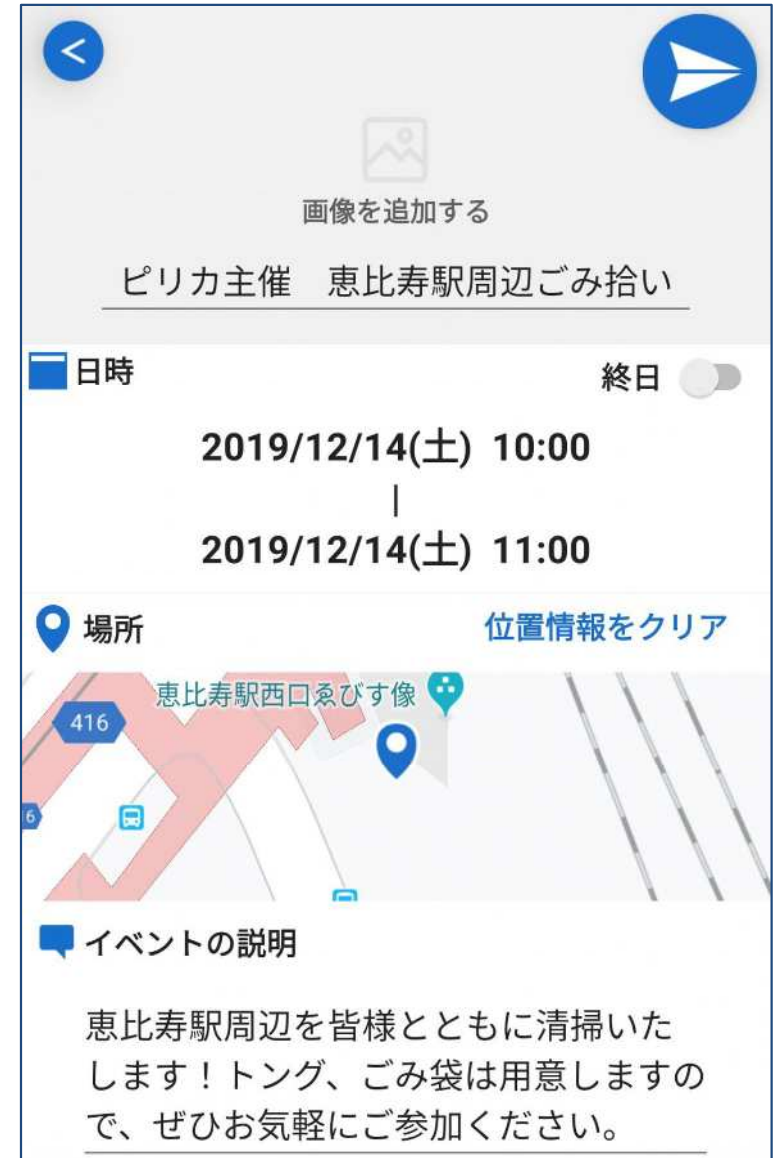 画像を追加する
ピリカ主催　恵比寿駅周辺ごみ拾い
日時
終日
2019/12/14(土) 10:00
|
2019/12/14(土) 11:00
場所
位置情報をクリア
恵比寿駅西口ゑびす像
416
6
イベントの説明
恵比寿駅周辺を皆様とともに清掃いた
します！トング、ごみ袋は用意しますの
で、ぜひお気軽にご参加ください。